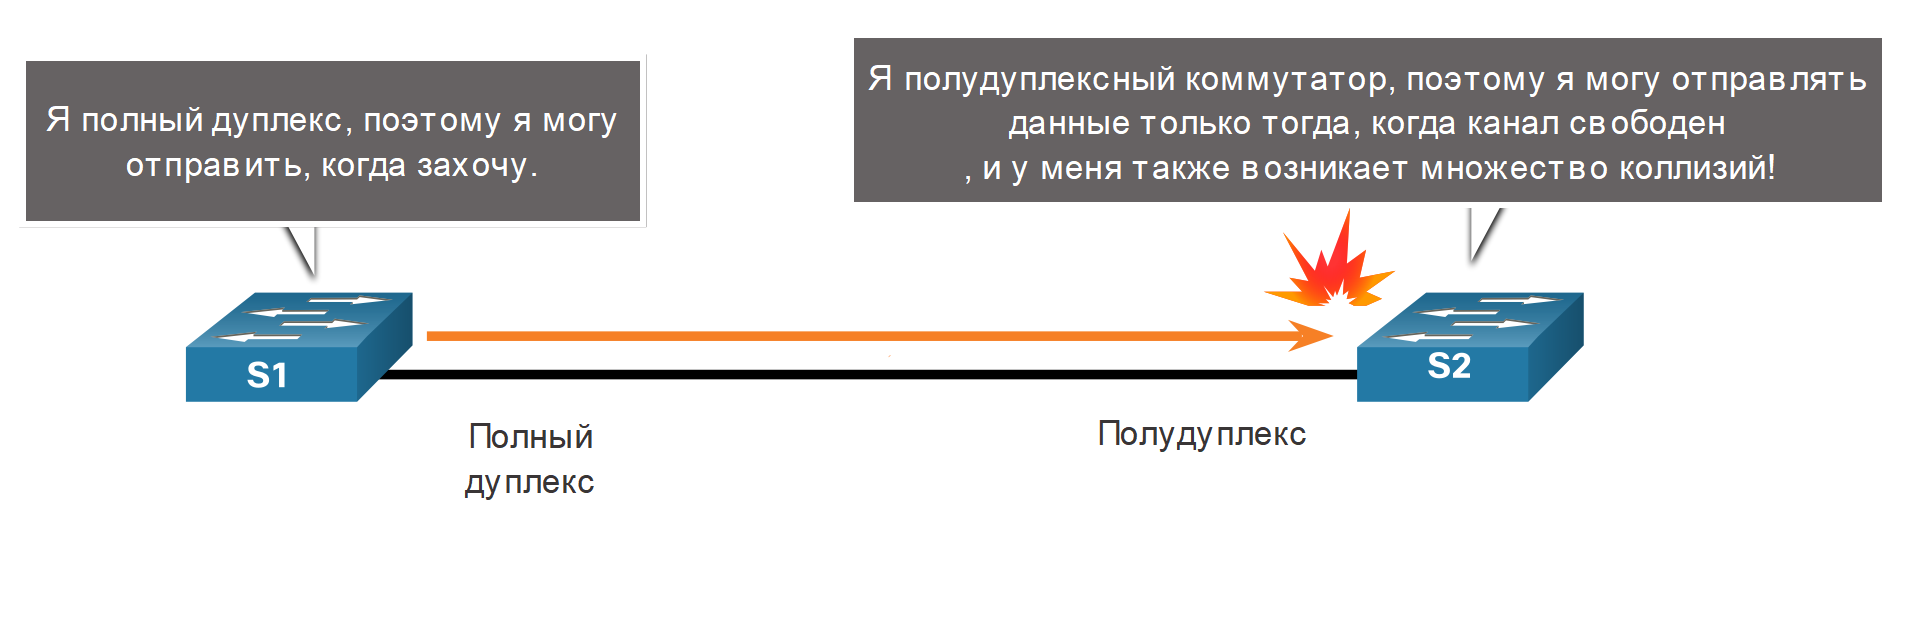 Я полный дуплекс, поэтому я могу
отправить, когда захочу.
Я полудуплексный коммутатор, поэтому я могу отправлять
данные только тогда, когда канал свободен
, и у меня также возникает множество коллизий!
S1
S2
Полный
дуплекс
Полудуплекс